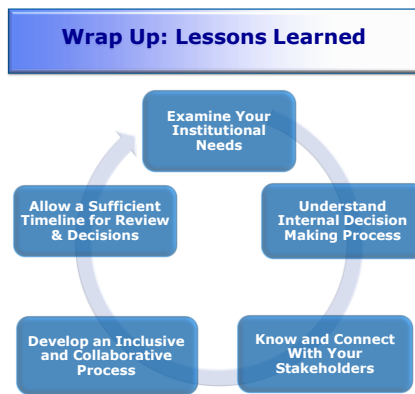 Wrap Up: Lessons Learned
Examine Your
Institutional
Needs
Understand
Internal Decision
Making Process
Know and Connect
With Your
Stakeholders
Develop an Inclusive
and Collaborative
Process
Allow a Sufficient
Timeline for Review
& Decisions